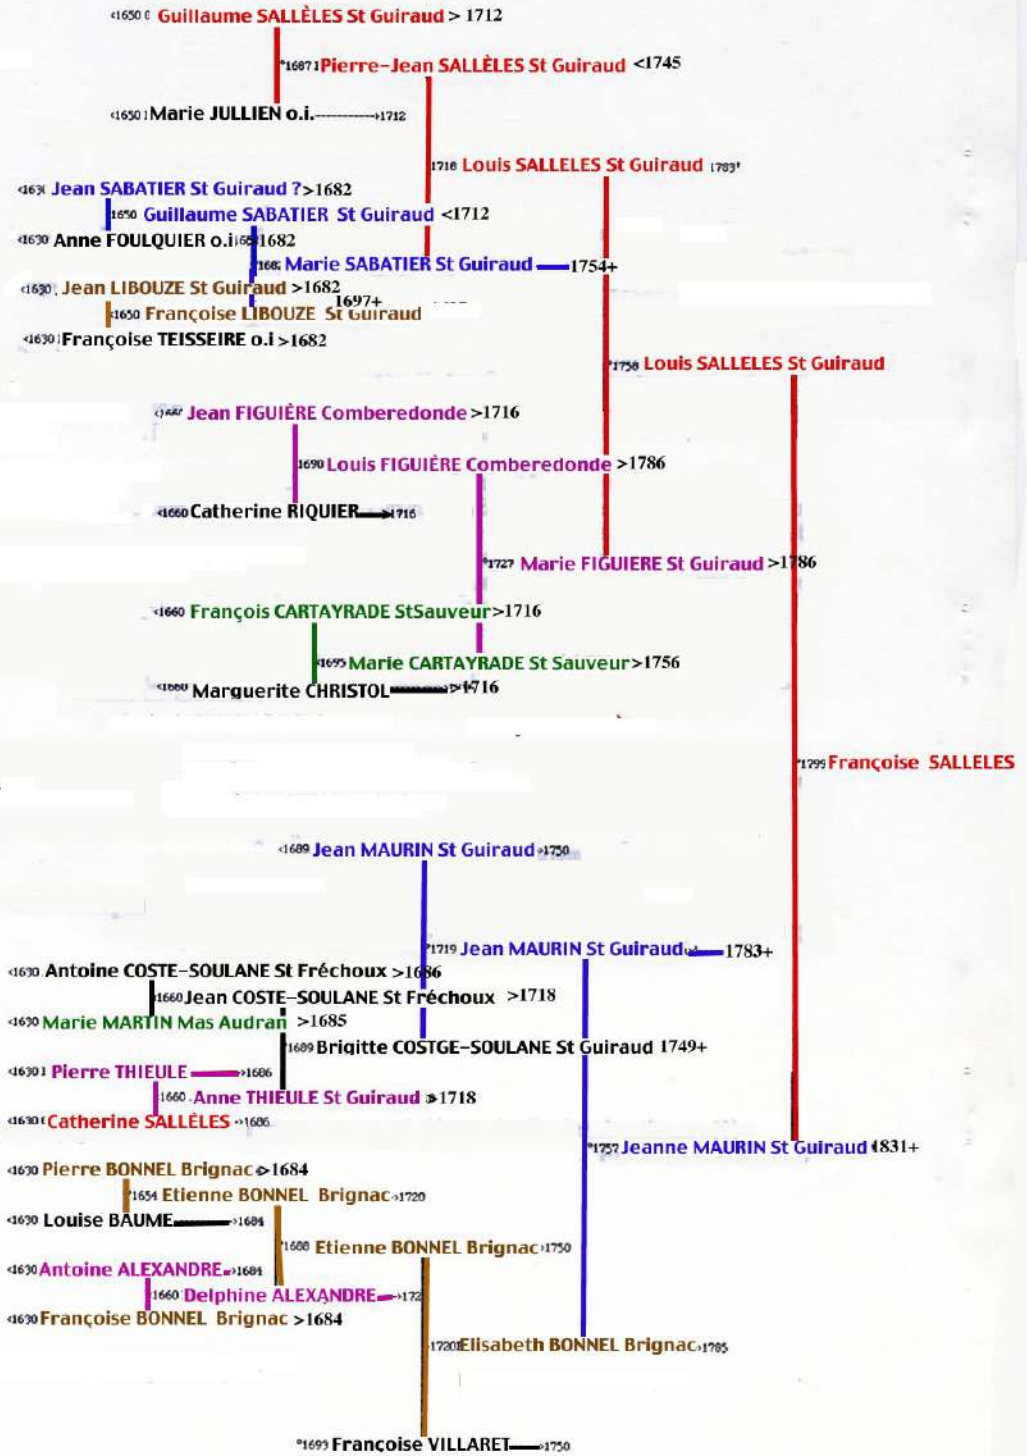 <1650 Guillaume SALLÈLES St Guiraud > 1712
°1687 Pierre-Jean SALLÈLES St Guiraud <1745
<1650 Marie JULLIEN o.i. >1712
1718 Louis SALLELES St Guiraud 1783
Jean SABATIER St Guiraud ?>1682
1650 Guillaume SABATIER St Guiraud <1712
<1630 Anne FOULQUIER o.i 1682
Marie SABATIER St Guiraud 1754+
<1630 Jean LIBOUZE St Guiraud >1682
1697+
<1650 Françoise LIBOUZE St Guiraud
<1630 Françoise TEISSEIRE o.i >1682
°1758 Louis SALLELES St Guiraud
Jean FIGUIÈRE Comberedonde >1716
1690 Louis FIGUIÈRE Comberedonde >1786
<1660 Catherine RIQUIER 1716
°1727 Marie FIGUIERE St Guiraud >1786
<1660 François CARTAYRADE StSauveur>1716
<1695 Marie CARTAYRADE St Sauveur>1756
<1660 Marguerite CHRISTOL >1716
°1799 Françoise SALLELES
<1689 Jean MAURIN St Guiraud >1750
°1719 Jean MAURIN St Guiraud 1783+
<1630 Antoine COSTE-SOULANE St Fréchoux >1686
1660 Jean COSTE-SOULANE St Fréchoux >1718
<1630 Marie MARTIN Mas Audran >1685
1689 Brigitte COSTGE-SOULANE St Guiraud 1749+
<1630 Pierre THIEULE >1686
1660 Anne THIEULE St Guiraud >1718
<1630 Catherine SALLÈLES >1686
°1757 Jeanne MAURIN St Guiraud 1831+
<1630 Pierre BONNEL Brignac >1684
°1654 Etienne BONNEL Brignac >1720
<1630 Louise BAUME >1684
1688 Etienne BONNEL Brignac >1750
<1630 Antoine ALEXANDRE >1684
1660 Delphine ALEXANDRE
<1630 Françoise BONNEL Brignac >1684
1720 Elisabeth BONNEL Brignac >1785
°1693 Françoise VILLARET >1750